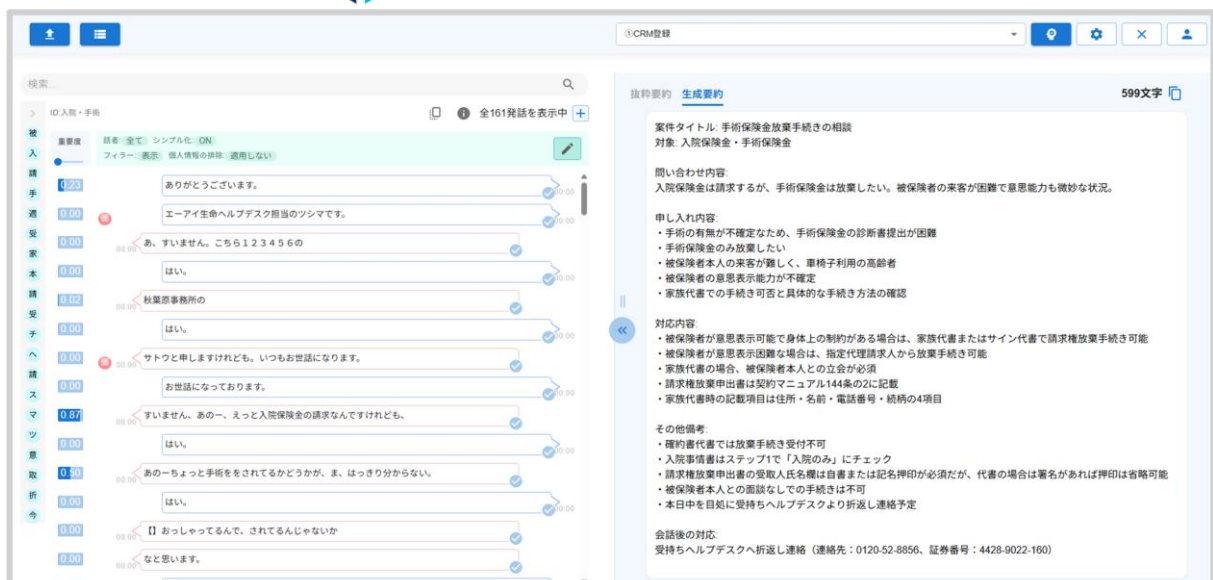 ①CRM登録
検索...
ID:入院・手術
全161発話を表示中
重要度
話者: 全て シンプル化: ON
フィラー: 表示 個人情報の排除: 適用しない
被
入
請
手
週
受
家
本
請
受
チ
へ
請
ス
マ
ツ
意
取
折
今
0.23 ありがとうございます。 00:00
0.00 エーアイ生命ヘルプデスク担当のツシマです。 00:00
0.00 00:00 あ、すいません。こちら１２３４５６の
0.00 はい。 00:00
0.02 00:00 秋葉原事務所の
0.00 はい。 00:00
0.00 00:00 サトウと申しますけれども。いつもお世話になります。
0.00 お世話になっております。 00:00
0.87 00:00 すいません、あのー、えっと入院保険金の請求なんですけれども、
0.00 はい。 00:00
0.50 00:00 あのーちょっと手術ををされてるかどうかが、ま、はっきり分からない。
0.00 はい。 00:00
0.00 00:00 【】おっしゃってるんで、されてるんじゃないか
0.00 00:00 なと思います。
抜粋要約 生成要約 599文字
案件タイトル: 手術保険金放棄手続きの相談
対象: 入院保険金・手術保険金
問い合わせ内容:
入院保険金は請求するが、手術保険金は放棄したい。被保険者の来客が困難で意思能力も微妙な状況。
申し入れ内容:
・手術の有無が不確定なため、手術保険金の診断書提出が困難
・手術保険金のみ放棄したい
・被保険者本人の来客が難しく、車椅子利用の高齢者
・被保険者の意思表示能力が不確定
・家族代書での手続き可否と具体的な手続き方法の確認
対応内容:
・被保険者が意思表示可能で身体上の制約がある場合は、家族代書またはサイン代書で請求権放棄手続き可能
・被保険者が意思表示困難な場合は、指定代理請求人から放棄手続き可能
・家族代書の場合、被保険者本人との立会が必須
・請求権放棄申出書は契約マニュアル144条の2に記載
・家族代書時の記載項目は住所・名前・電話番号・続柄の4項目
その他備考:
・確約書代書では放棄手続き受付不可
・入院事情書はステップ1で「入院のみ」にチェック
・請求権放棄申出書の受取人氏名欄は自書または記名押印が必須だが、代書の場合は署名があれば押印は省略可能
・被保険者本人との面談なしでの手続きは不可
・本日中を目処に受持ちヘルプデスクより折返し連絡予定
会話後の対応:
受持ちヘルプデスクへ折返し連絡（連絡先：0120-52-8856、証券番号：4428-9022-160）